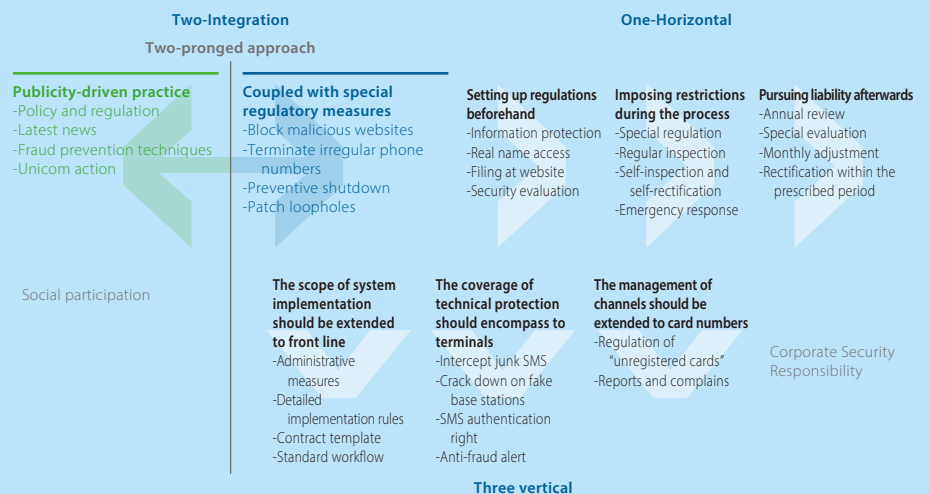 Two-Integration
One-Horizontal
Two-pronged approach
Publicity-driven practice
-Policy and regulation
-Latest news
-Fraud prevention techniques
-Unicom action
Coupled with special
regulatory measures
-Block malicious websites
-Terminate irregular phone
numbers
-Preventive shutdown
-Patch loopholes
Setting up regulations
beforehand
-Information protection
-Real name access
-Filing at website
-Security evaluation
Imposing restrictions
during the process
-Special regulation
-Regular inspection
-Self-inspection and
self-rectification
-Emergency response
Pursuing liability afterwards
-Annual review
-Special evaluation
-Monthly adjustment
-Rectification within the
prescribed period
Social participation
The scope of system
implementation
should be extended
to front line
-Administrative
measures
-Detailed
implementation rules
-Contract template
-Standard workflow
The coverage of
technical protection
should encompass to
terminals
-Intercept junk SMS
-Crack down on fake
base stations
-SMS authentication
right
-Anti-fraud alert
The management of
channels should be
extended to card numbers
-Regulation of
"unregistered cards"
-Reports and complains
Corporate Security
Responsibility
Three vertical